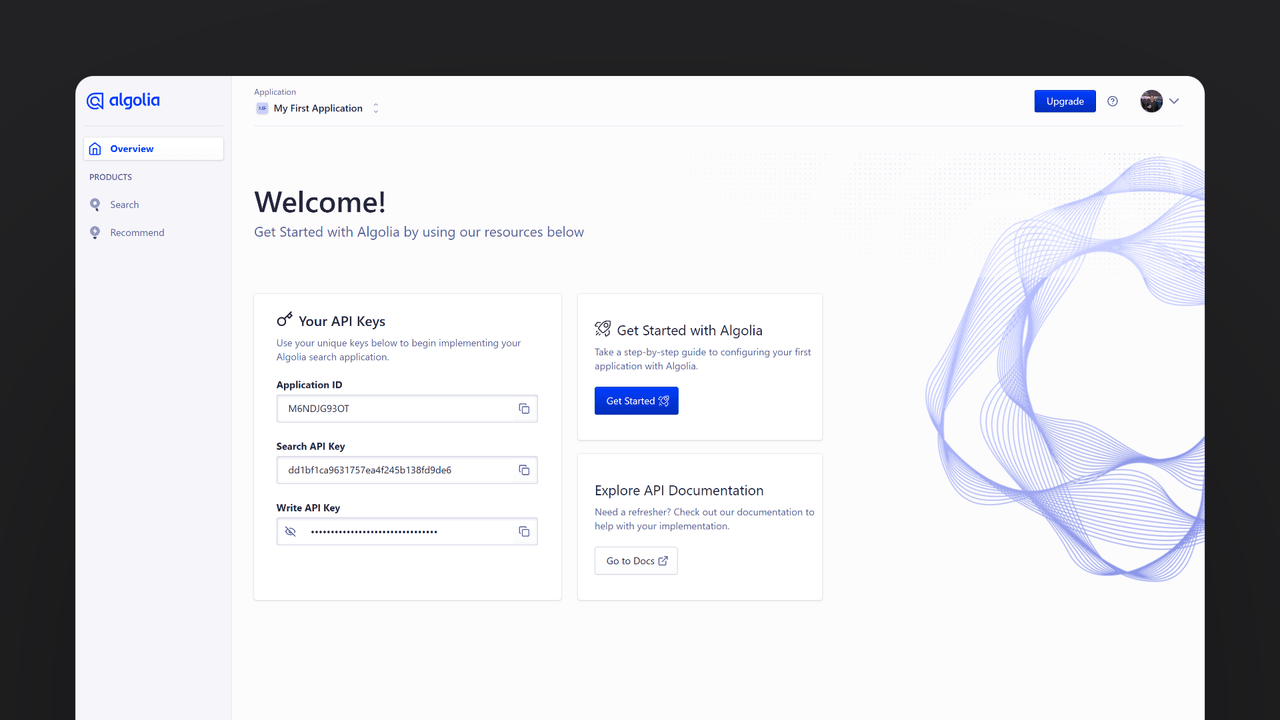 algolia
Overview
PRODUCTS
Search
Recommend
Application
My First Application
Upgrade
Welcome!
Get Started with Algolia by using our resources below
Your API Keys
Use your unique keys below to begin implementing your
Algolia search application.
Application ID
M6NDJG93OT
Search API Key
dd1bf1ca9631757ea4f245b138fd9de6
Write API Key
••••••••••••••••••••••••••••••••
Get Started with Algolia
Take a step-by-step guide to configuring your first
application with Algolia.
Get Started
Explore API Documentation
Need a refresher? Check out our documentation to
help with your implementation.
Go to Docs